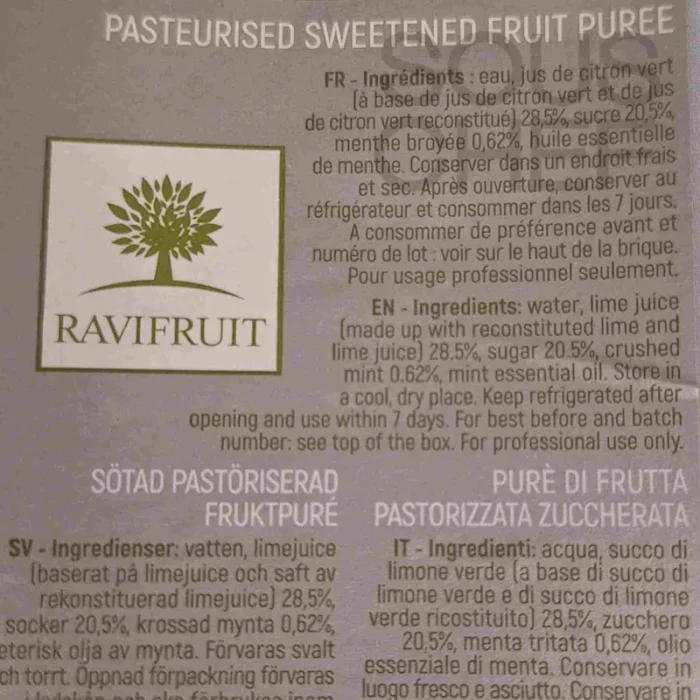 PASTEURISED SWEETENED FRUIT PUREE
FR - Ingrédients : eau, jus de citron vert
(à base de jus de citron vert et de jus
de citron vert reconstitué) 28,5%, sucre 20,5%,
menthe broyée 0,62%, huile essentielle
de menthe. Conserver dans un endroit frais
et sec. Après ouverture, conserver au
réfrigérateur et consommer dans les 7 jours.
A consommer de préférence avant et
numéro de lot : voir sur le haut de la brique.
Pour usage professionnel seulement.
RAVIFRUIT
EN - Ingredients: water, lime juice
(made up with reconstituted lime and
lime juice) 28.5%, sugar 20.5%, crushed
mint 0.62%, mint essential oil. Store in
a cool, dry place. Keep refrigerated after
opening and use within 7 days. For best before and batch
number: see top of the box. For professional use only.
SÖTAD PASTÖRISERAD
FRUKTPURÉ
SV - Ingredienser: vatten, limejuice
(baserat på limejuice och saft av
rekonstituerad limejuice) 28,5%,
socker 20,5%, krossad mynta 0,62%,
eterisk olja av mynta. Förvaras svalt
ch torrt. Öppnad förpackning förvaras
PURÈ DI FRUTTA
PASTORIZZATA ZUCCHERATA
IT - Ingredienti: acqua, succo di
limone verde (a base di succo di
limone verde e di succo di limone
verde ricostituito) 28,5%, zucchero
20,5%, menta tritata 0,62%, olio
essenziale di menta. Conservare in
luogo fresco e asciutto. Conservare in